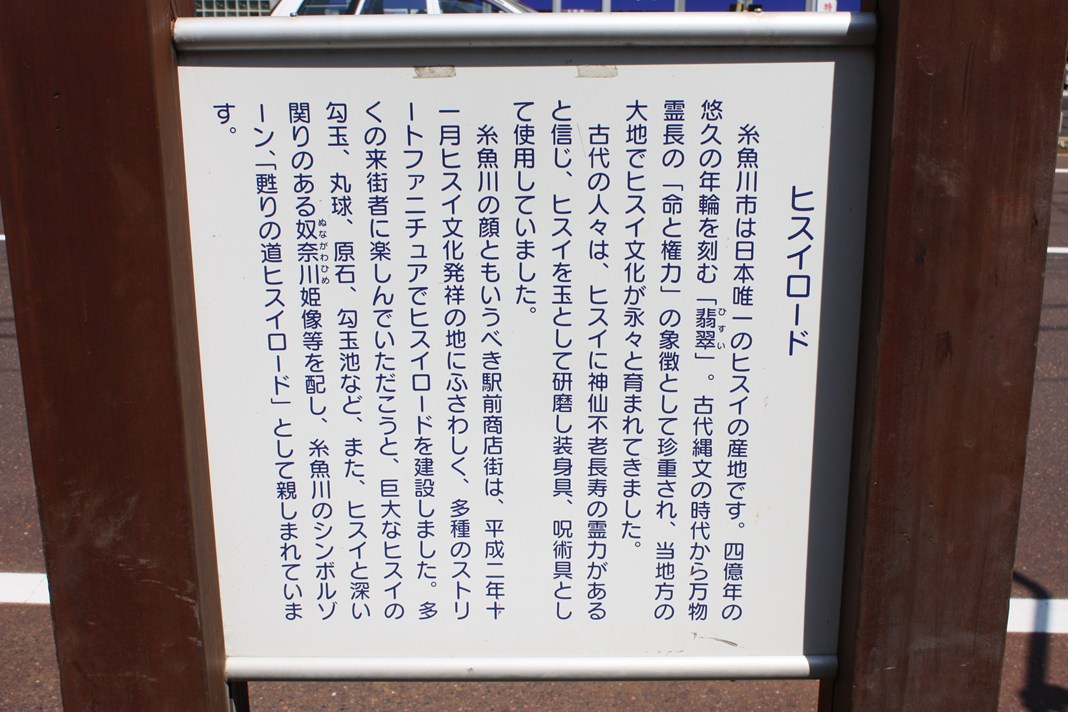 ヒスイロード
糸魚川市は日本唯一のヒスイの産地です。四億年の
悠久の年輪を刻む「翡翠」。古代縄文の時代から万物
ひすい
霊長の「命と権力」の象徴として珍重され、当地方の
大地でヒスイ文化が永々と育まれてきました。
古代の人々は、ヒスイに神仙不老長寿の霊力がある
と信じ、ヒスイを玉として研磨し装身具、呪術具とし
て使用していました。
糸魚川の顔ともいうべき駅前商店街は、平成二年十
一月ヒスイ文化発祥の地にふさわしく、多種のストリ
ートファニチュアでヒスイロードを建設しました。多
くの来街者に楽しんでいただこうと、巨大なヒスイの
勾玉、丸球、原石、勾玉池など、また、ヒスイと深い
関りのある奴奈川姫像等を配し、糸魚川のシンボルゾ
ぬながわひめ
ーン、「甦りの道ヒスイロード」として親しまれていま
す。
特